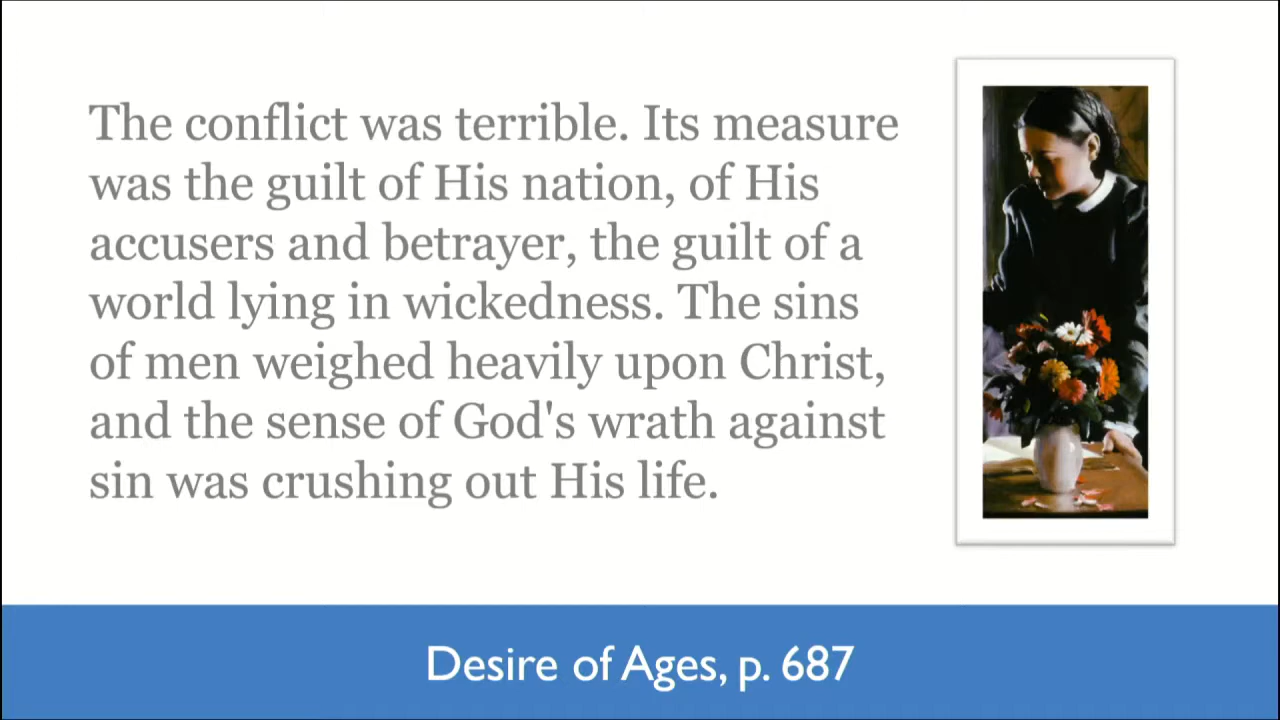 The conflict was terrible. Its measure
was the guilt of His nation, of His
accusers and betrayer, the guilt of a
world lying in wickedness. The sins
of men weighed heavily upon Christ,
and the sense of God's wrath against
sin was crushing out His life.
Desire of Ages, p. 687